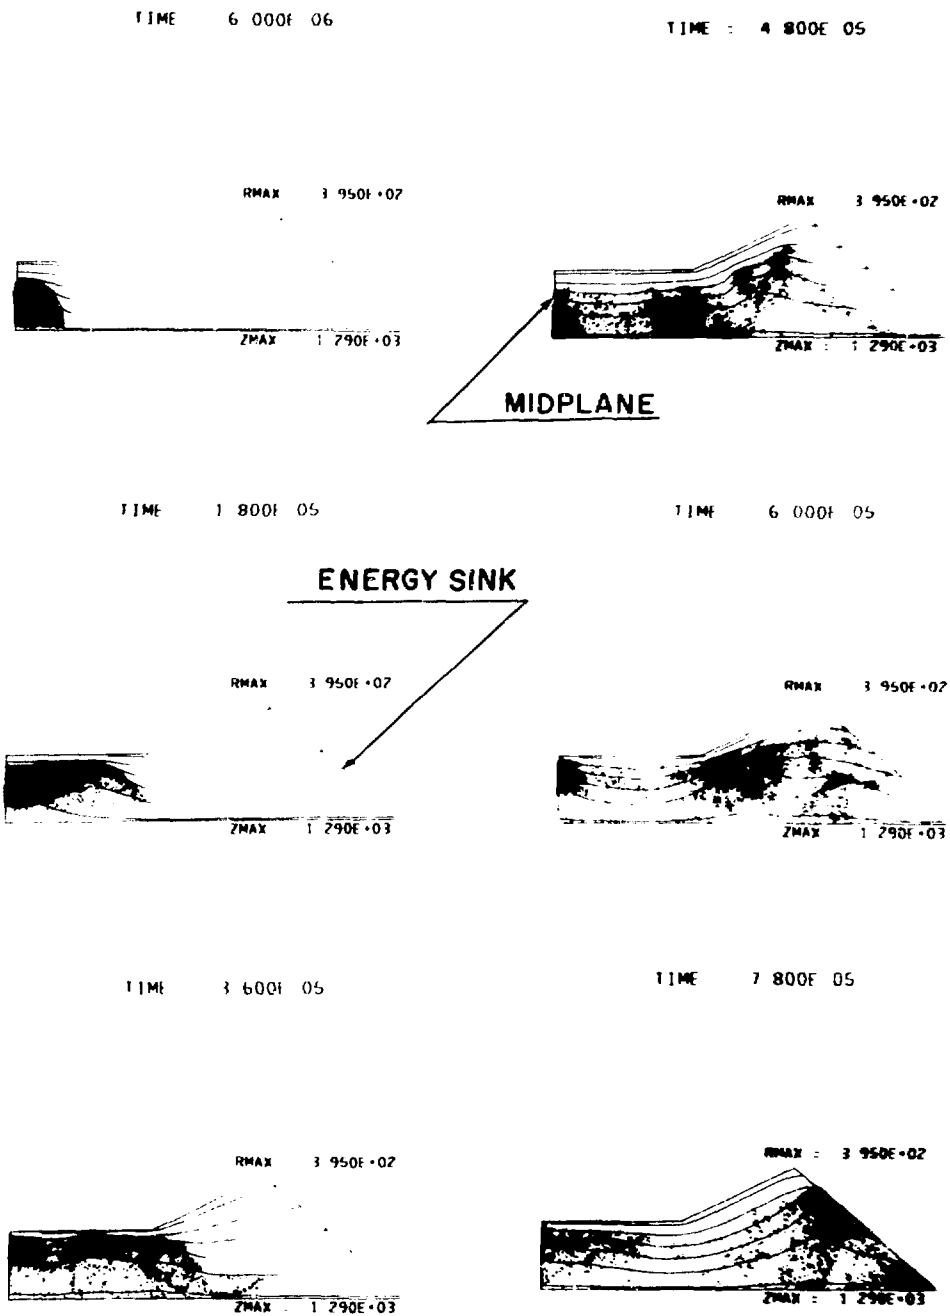 TIME 6 000E 06
TIME : 4 800E 05
RMAX 3 950E+02
RMAX 3 950E+02
ZMAX 1 290E+03
ZMAX : 1 290E+03
MIDPLANE
TIME 1 800E 05
TIME 6 000E 05
ENERGY SINK
RMAX 3 950E+02
RMAX 3 950E+02
ZMAX 1 290E+03
ZMAX : 1 290E+03
TIME 3 600E 05
TIME 7 800E 05
RMAX 3 950E+02
RMAX : 3 950E+02
ZMAX : 1 290E+03
ZMAX : 1 290E+03